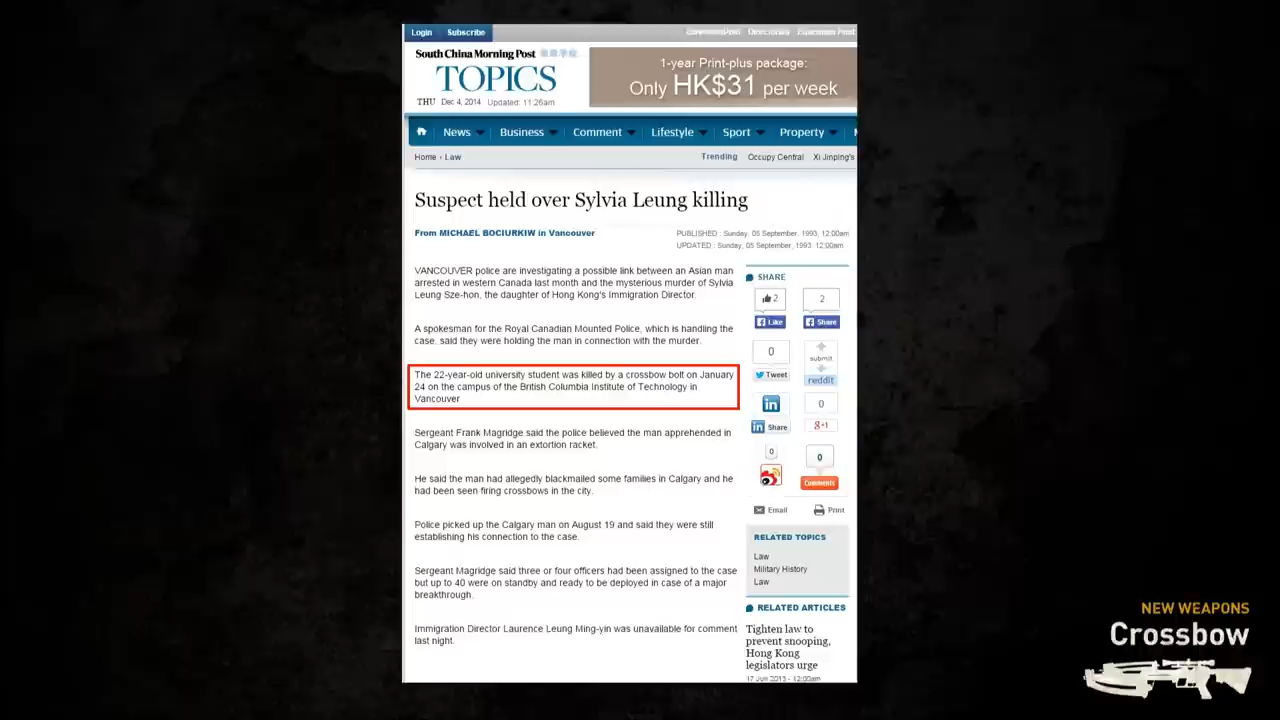 Login Subscribe
South China Morning Post
TOPICS
THU Dec 4, 2014 Updated: 11:26am
1-year Print-plus package:
Only HK$31 per week
News Business Comment Lifestyle Sport Property
Home › Law
Trending Occupy Central Xi Jinping's
Suspect held over Sylvia Leung killing
From MICHAEL BOCIURKIW in Vancouver
PUBLISHED : Sunday, 05 September, 1993, 12:00am
UPDATED : Sunday, 05 September, 1993, 12:00am
VANCOUVER police are investigating a possible link between an Asian man
arrested in western Canada last month and the mysterious murder of Sylvia
Leung Sze-hon, the daughter of Hong Kong's Immigration Director.
A spokesman for the Royal Canadian Mounted Police, which is handling the
case, said they were holding the man in connection with the murder.
The 22-year-old university student was killed by a crossbow bolt on January
24 on the campus of the British Columbia Institute of Technology in
Vancouver
Sergeant Frank Magridge said the police believed the man apprehended in
Calgary was involved in an extortion racket.
He said the man had allegedly blackmailed some families in Calgary and he
had been seen firing crossbows in the city.
Police picked up the Calgary man on August 19 and said they were still
establishing his connection to the case.
Sergeant Magridge said three or four officers had been assigned to the case
but up to 40 were on standby and ready to be deployed in case of a major
breakthrough.
Immigration Director Laurence Leung Ming-yin was unavailable for comment
last night.
SHARE
2 2
Like Share
0 submit
Tweet reddit
in 0
in Share g+1
0 0
Comments
Email Print
RELATED TOPICS
Law
Military History
Law
RELATED ARTICLES
Tighten law to
prevent snooping,
Hong Kong
legislators urge
17 Jun 2013 - 12:00am
NEW WEAPONS
Crossbow